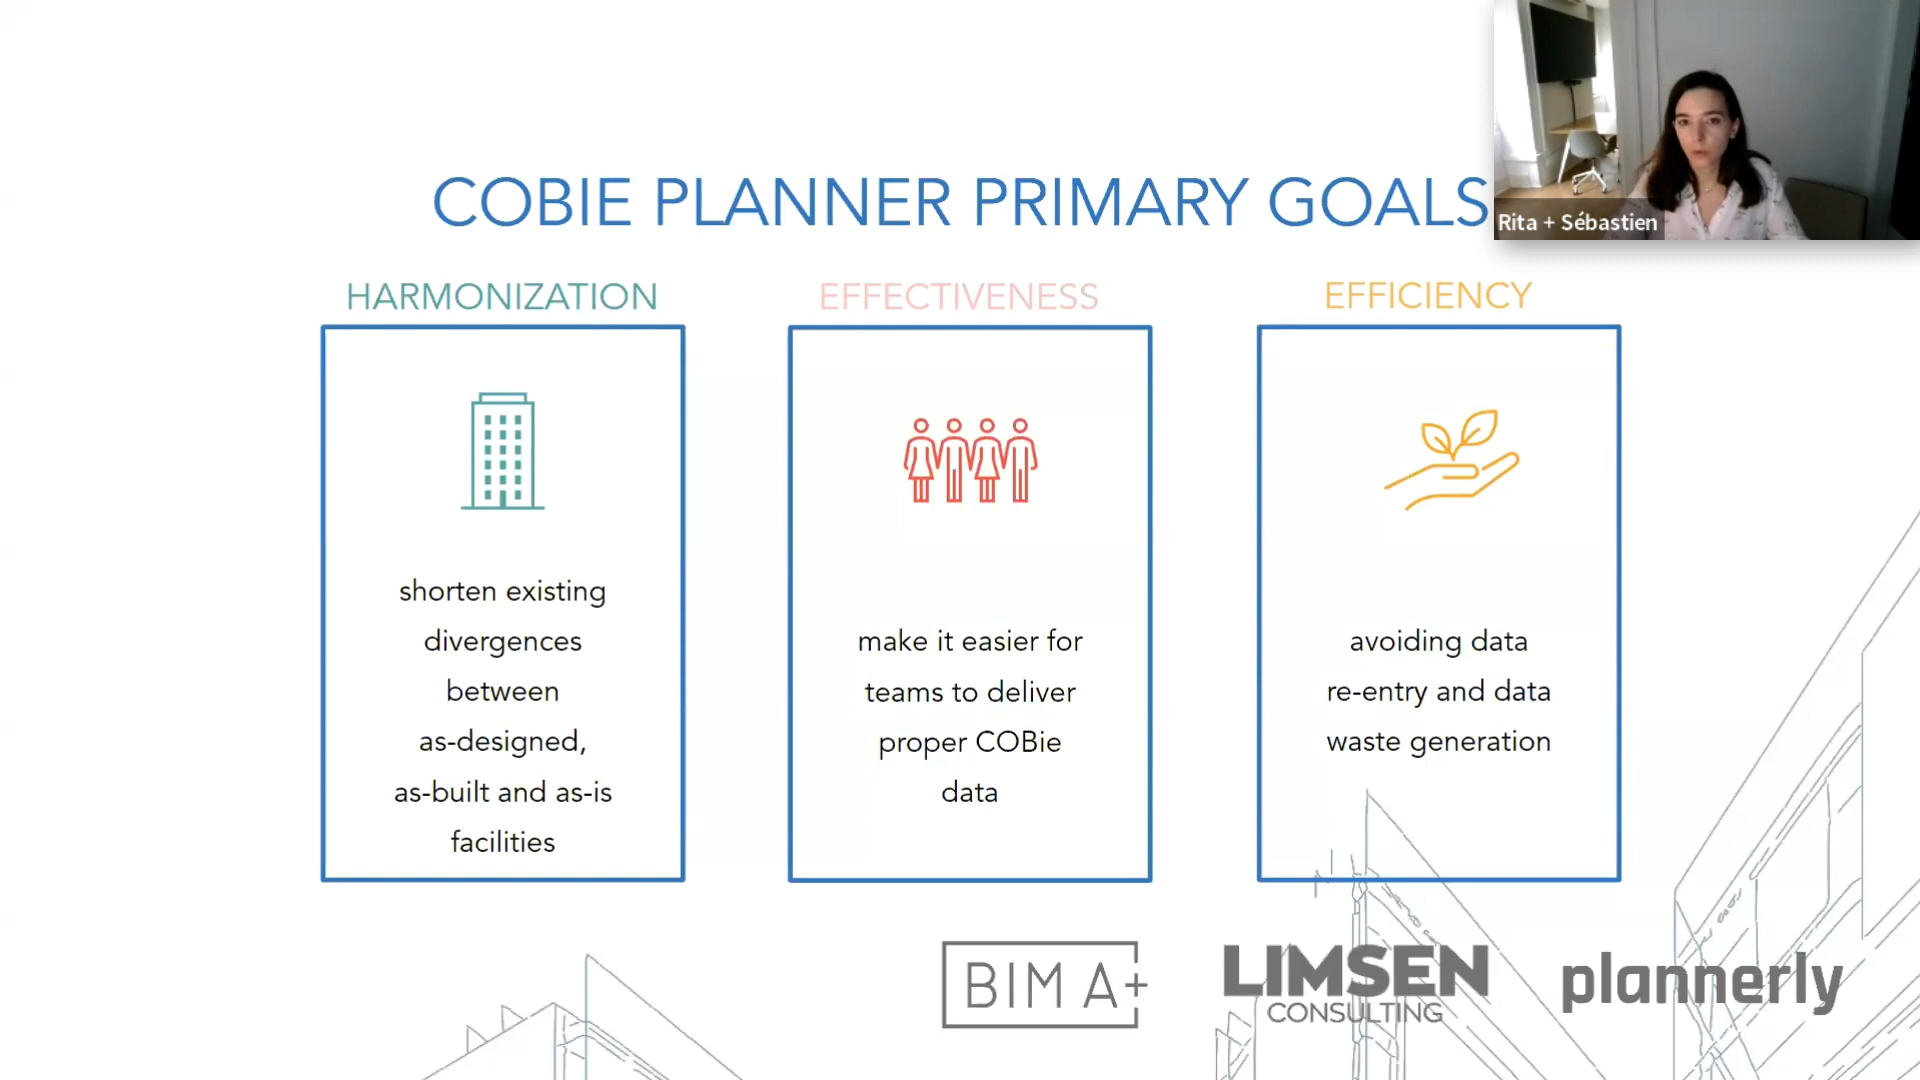 Rita + Sébastien
COBIE PLANNER PRIMARY GOALS
HARMONIZATION
shorten existing
divergences
between
as-designed,
as-built and as-is
facilities
EFFECTIVENESS
make it easier for
teams to deliver
proper COBie
data
EFFICIENCY
avoiding data
re-entry and data
waste generation
BIM A+
LIMSEN
CONSULTING
plannerly